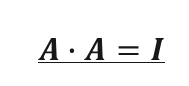 A · A = I